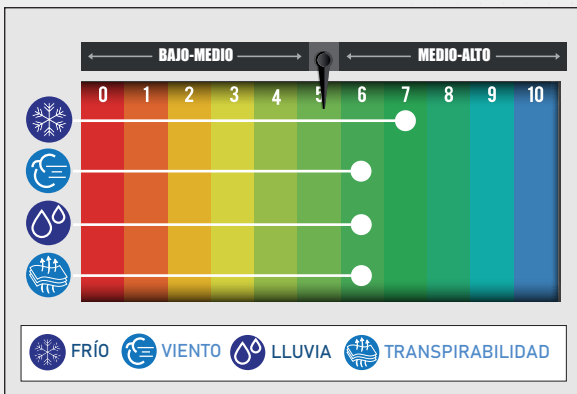 BAJO-MEDIO MEDIO-ALTO
0 1 2 3 4 5 6 7 8 9 10
FRÍO VIENTO LLUVIA TRANSPIRABILIDAD